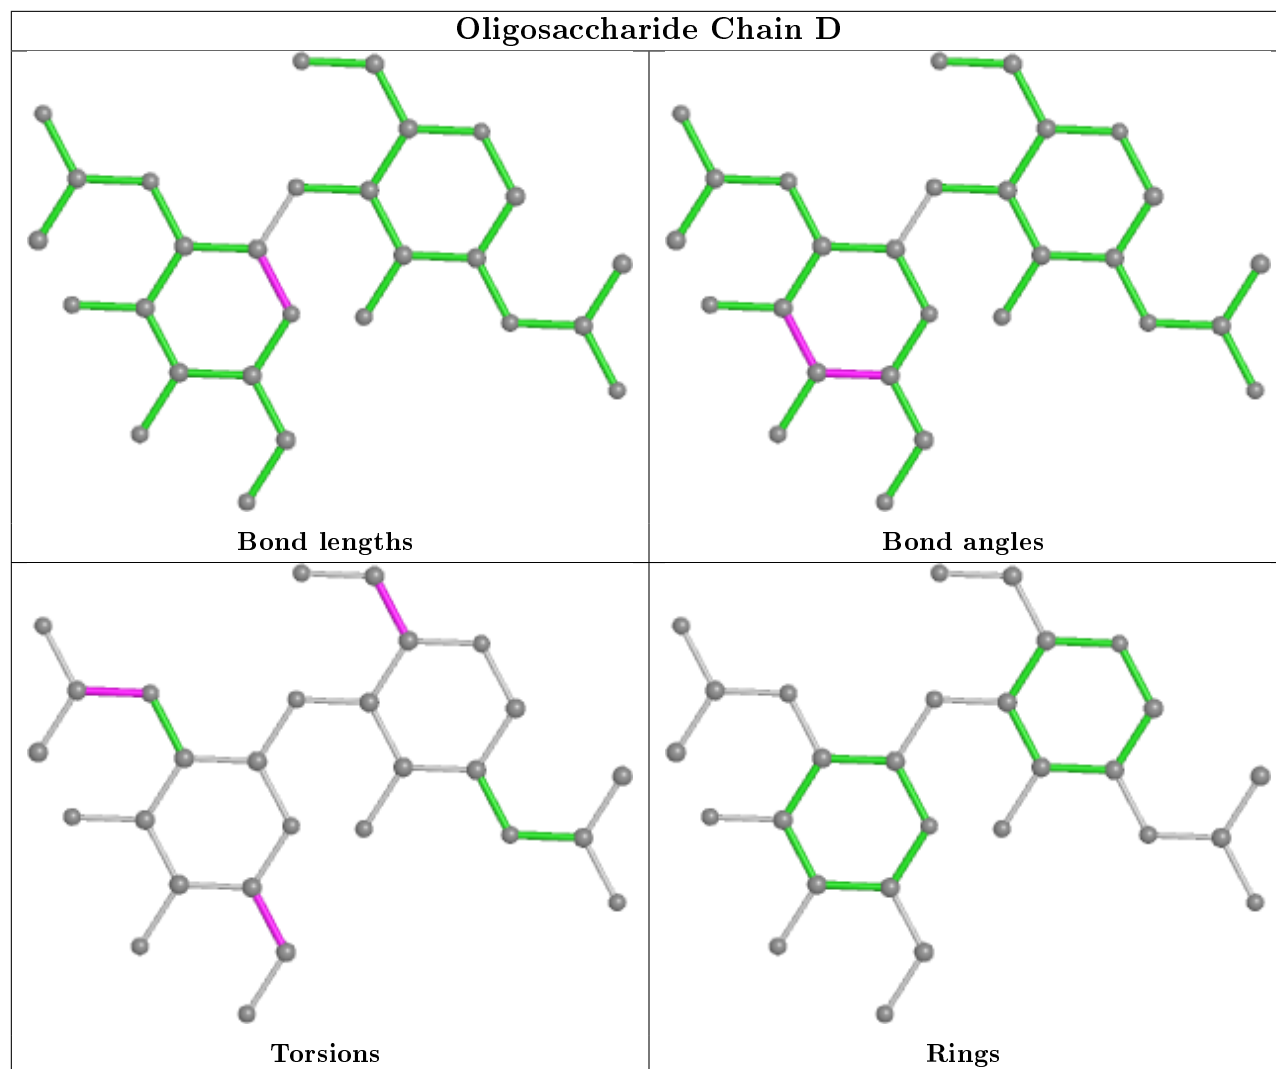 Oligosaccharide Chain D
Bond lengths
Bond angles
Torsions
Rings